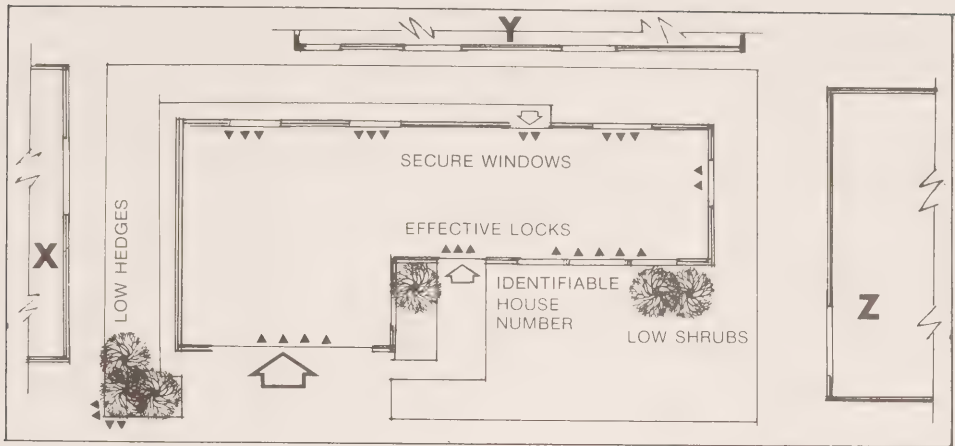 Y
SECURE WINDOWS
EFFECTIVE LOCKS
LOW HEDGES
X
IDENTIFIABLE
HOUSE
NUMBER
LOW SHRUBS
Z